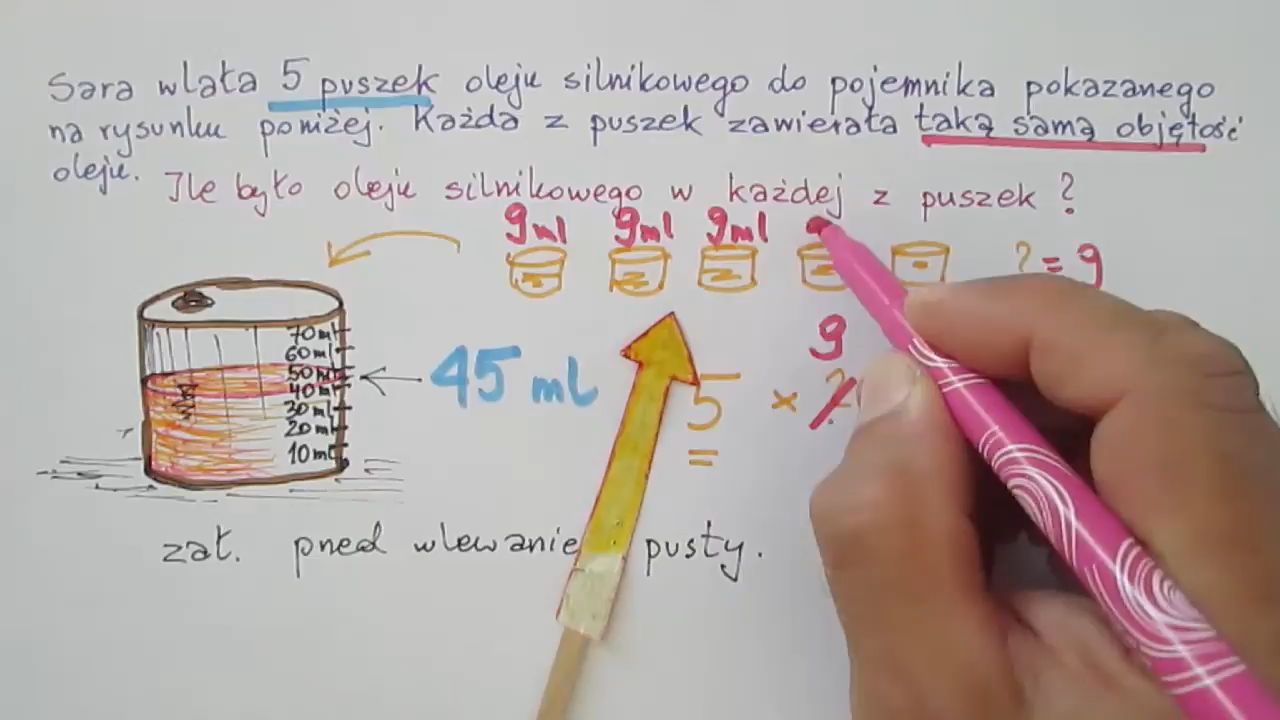 Sara wlała 5 puszek oleju silnikowego do pojemnika pokazanego
na rysunku poniżej. Każda z puszek zawierała taką samą objętość
oleju. Ile było oleju silnikowego w każdej z puszek?
9ml 9ml 9ml
? = 9
70ml
60ml
50ml
40ml
30ml
20ml
10ml
45 ml
9
5 × ?
=
zał. przed wlewanie pusty.